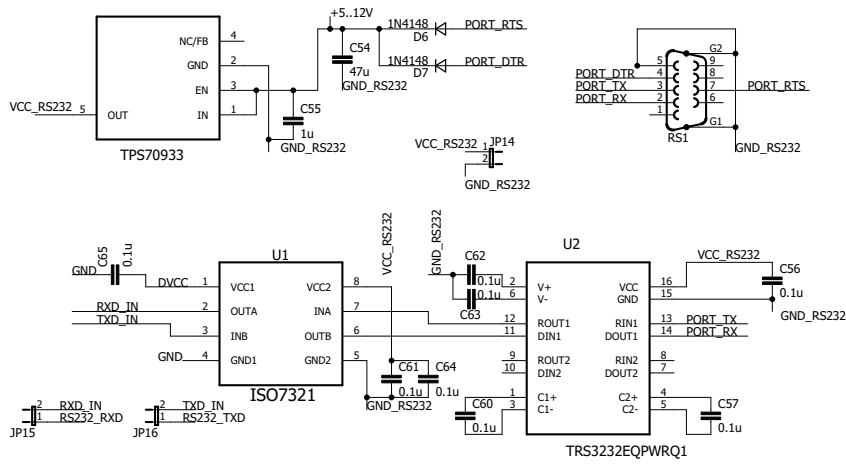 +5..12V
1N4148
D6
PORT_RTS
1N4148
D7
PORT_DTR
C54
47u
GND_RS232
NC/FB
4
GND
2
EN
3
IN
1
OUT
5
VCC_RS232
TPS70933
C55
1u
GND_RS232
VCC_RS232
1
2
JP14
GND_RS232
G2
5
9
PORT_DTR
4
8
PORT_TX
3
7
PORT_RTS
PORT_RX
2
6
1
G1
RS1
GND_RS232
C65
0.1u
GND
DVCC
U1
1
VCC1
VCC2
8
RXD_IN
2
OUTA
INA
7
TXD_IN
3
INB
OUTB
6
GND
4
GND1
GND2
5
ISO7321
VCC_RS232
C61
0.1u
C64
0.1u
GND_RS232
GND_RS232
C62
0.1u
C63
0.1u
U2
2
V+
VCC
16
6
V-
GND
15
12
ROUT1
RIN1
13
PORT_TX
11
DIN1
DOUT1
14
PORT_RX
9
ROUT2
RIN2
8
10
DIN2
DOUT2
7
1
C1+
C2+
4
3
C1-
C2-
5
C60
0.1u
C57
0.1u
VCC_RS232
C56
0.1u
GND_RS232
TRS3232EQPWRQ1
2
RXD_IN
1
RS232_RXD
JP15
2
TXD_IN
1
RS232_TXD
JP16